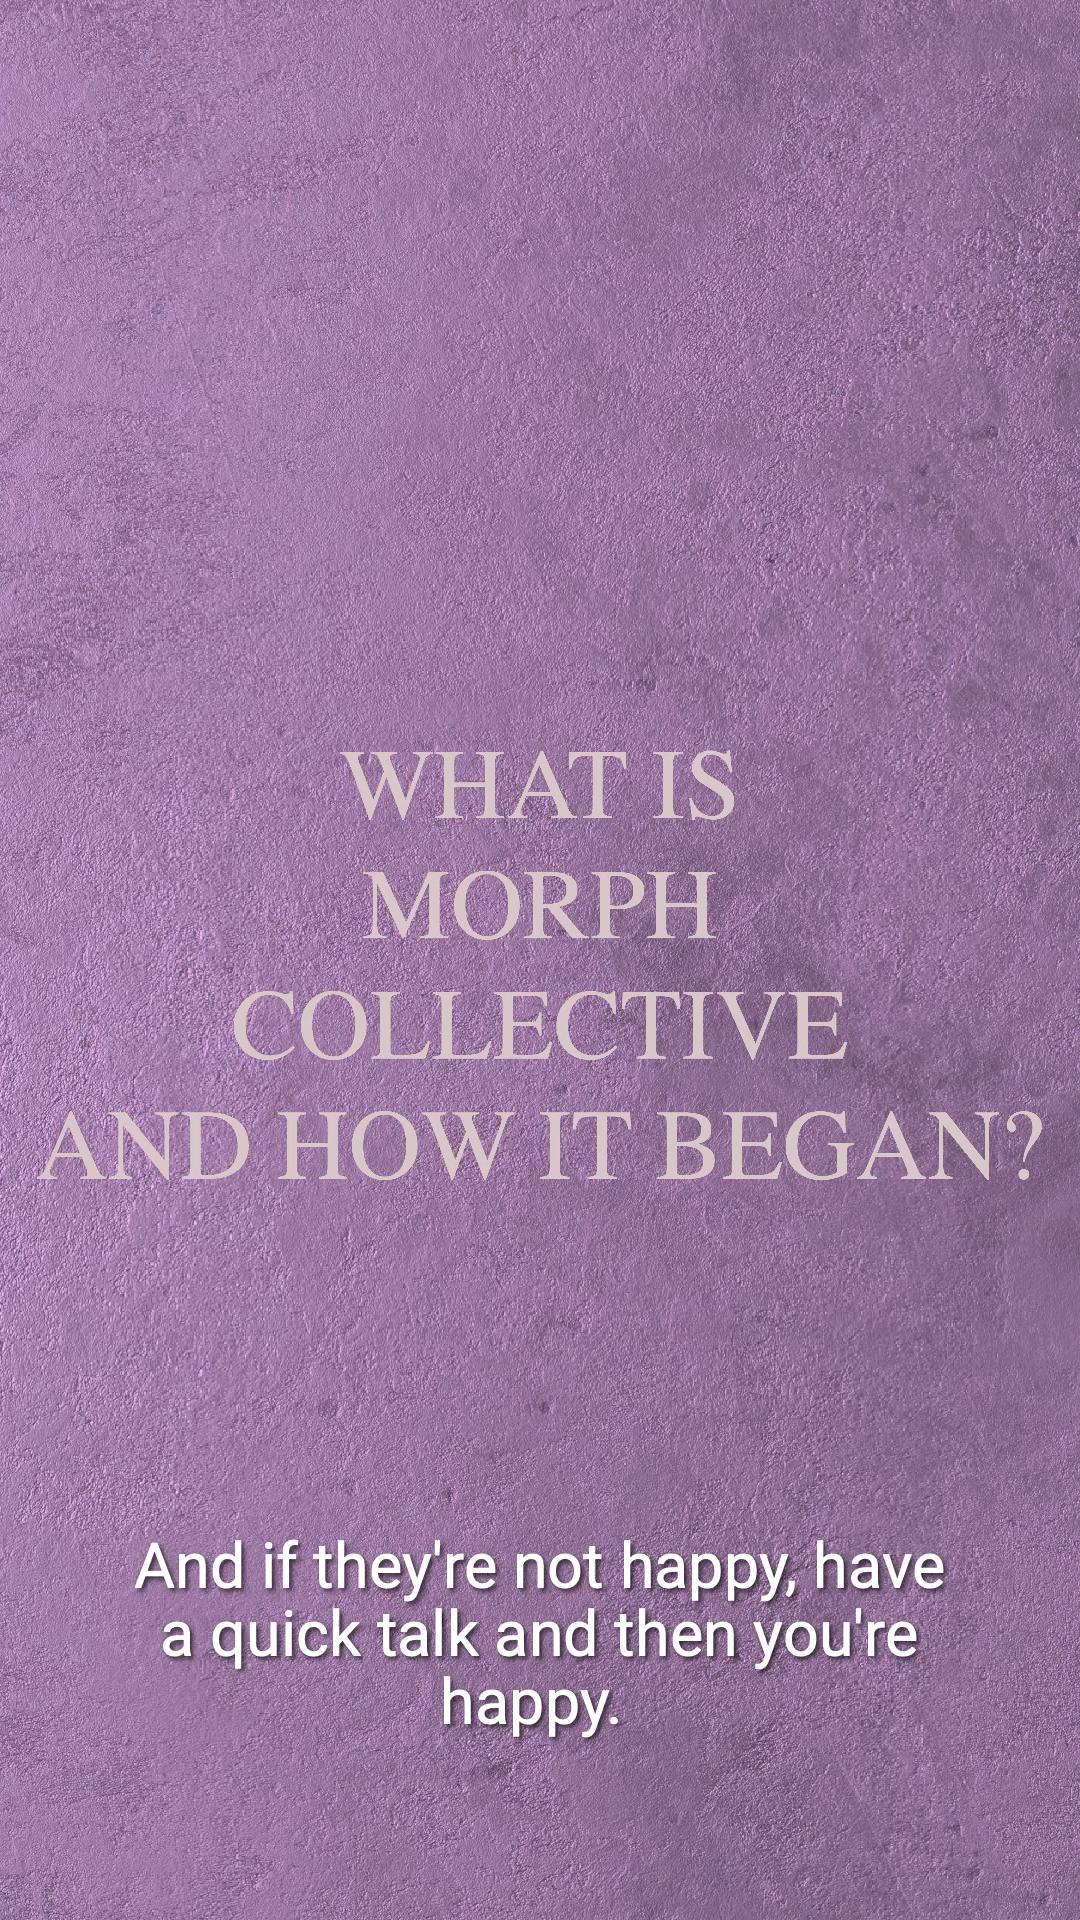 WHAT IS
MORPH
COLLECTIVE
AND HOW IT BEGAN?
And if they're not happy, have
a quick talk and then you're
happy.